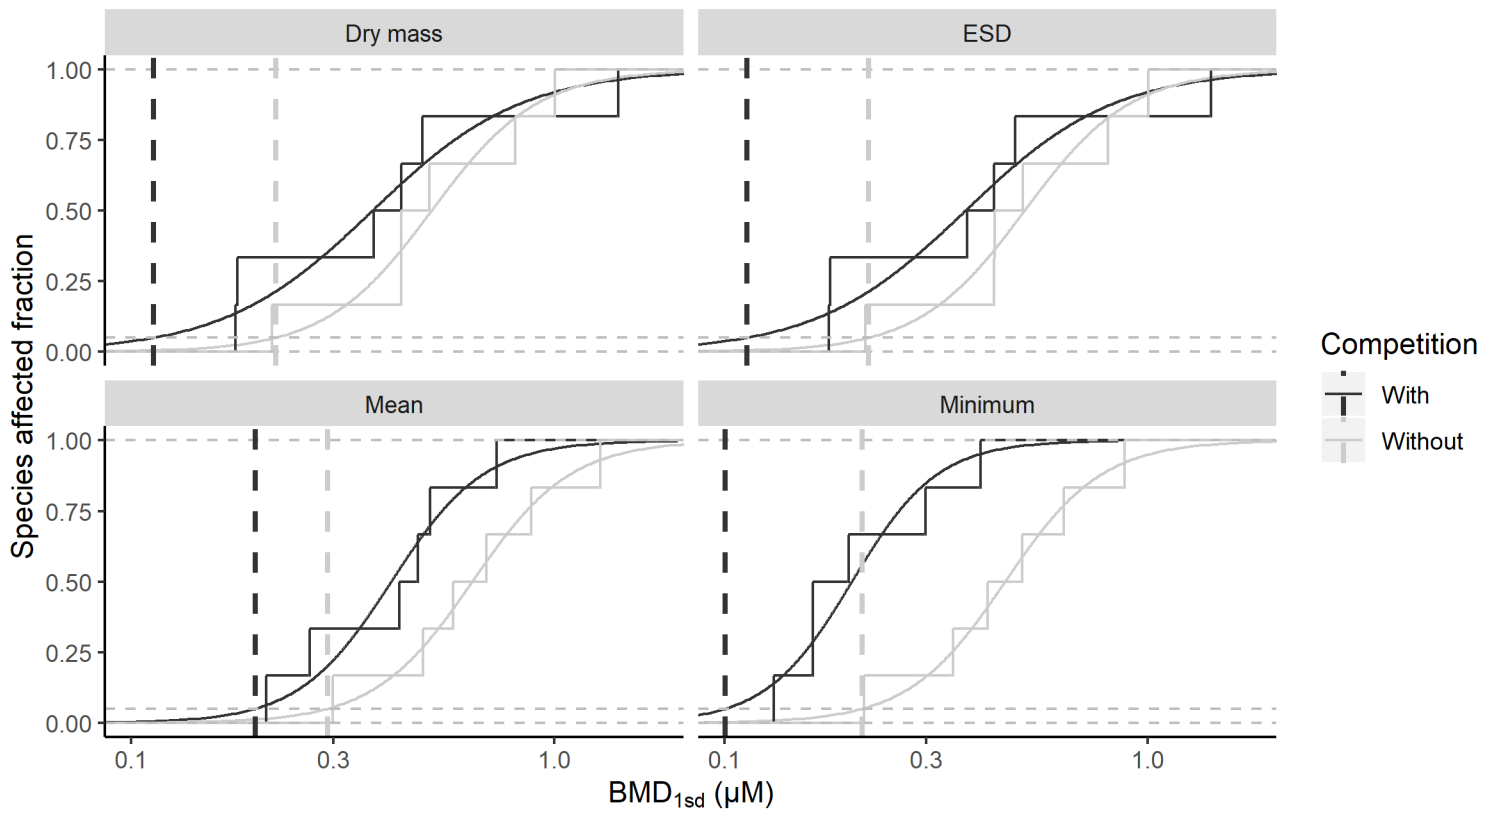 Dry mass
ESD
1.00
0.75
0.50
0.25
0.00
Mean
Minimum
1.00
0.75
0.50
0.25
0.00
0.1 0.3 1.0
0.1 0.3 1.0
BMD1sd (µM)
Species affected fraction
Competition
With
Without